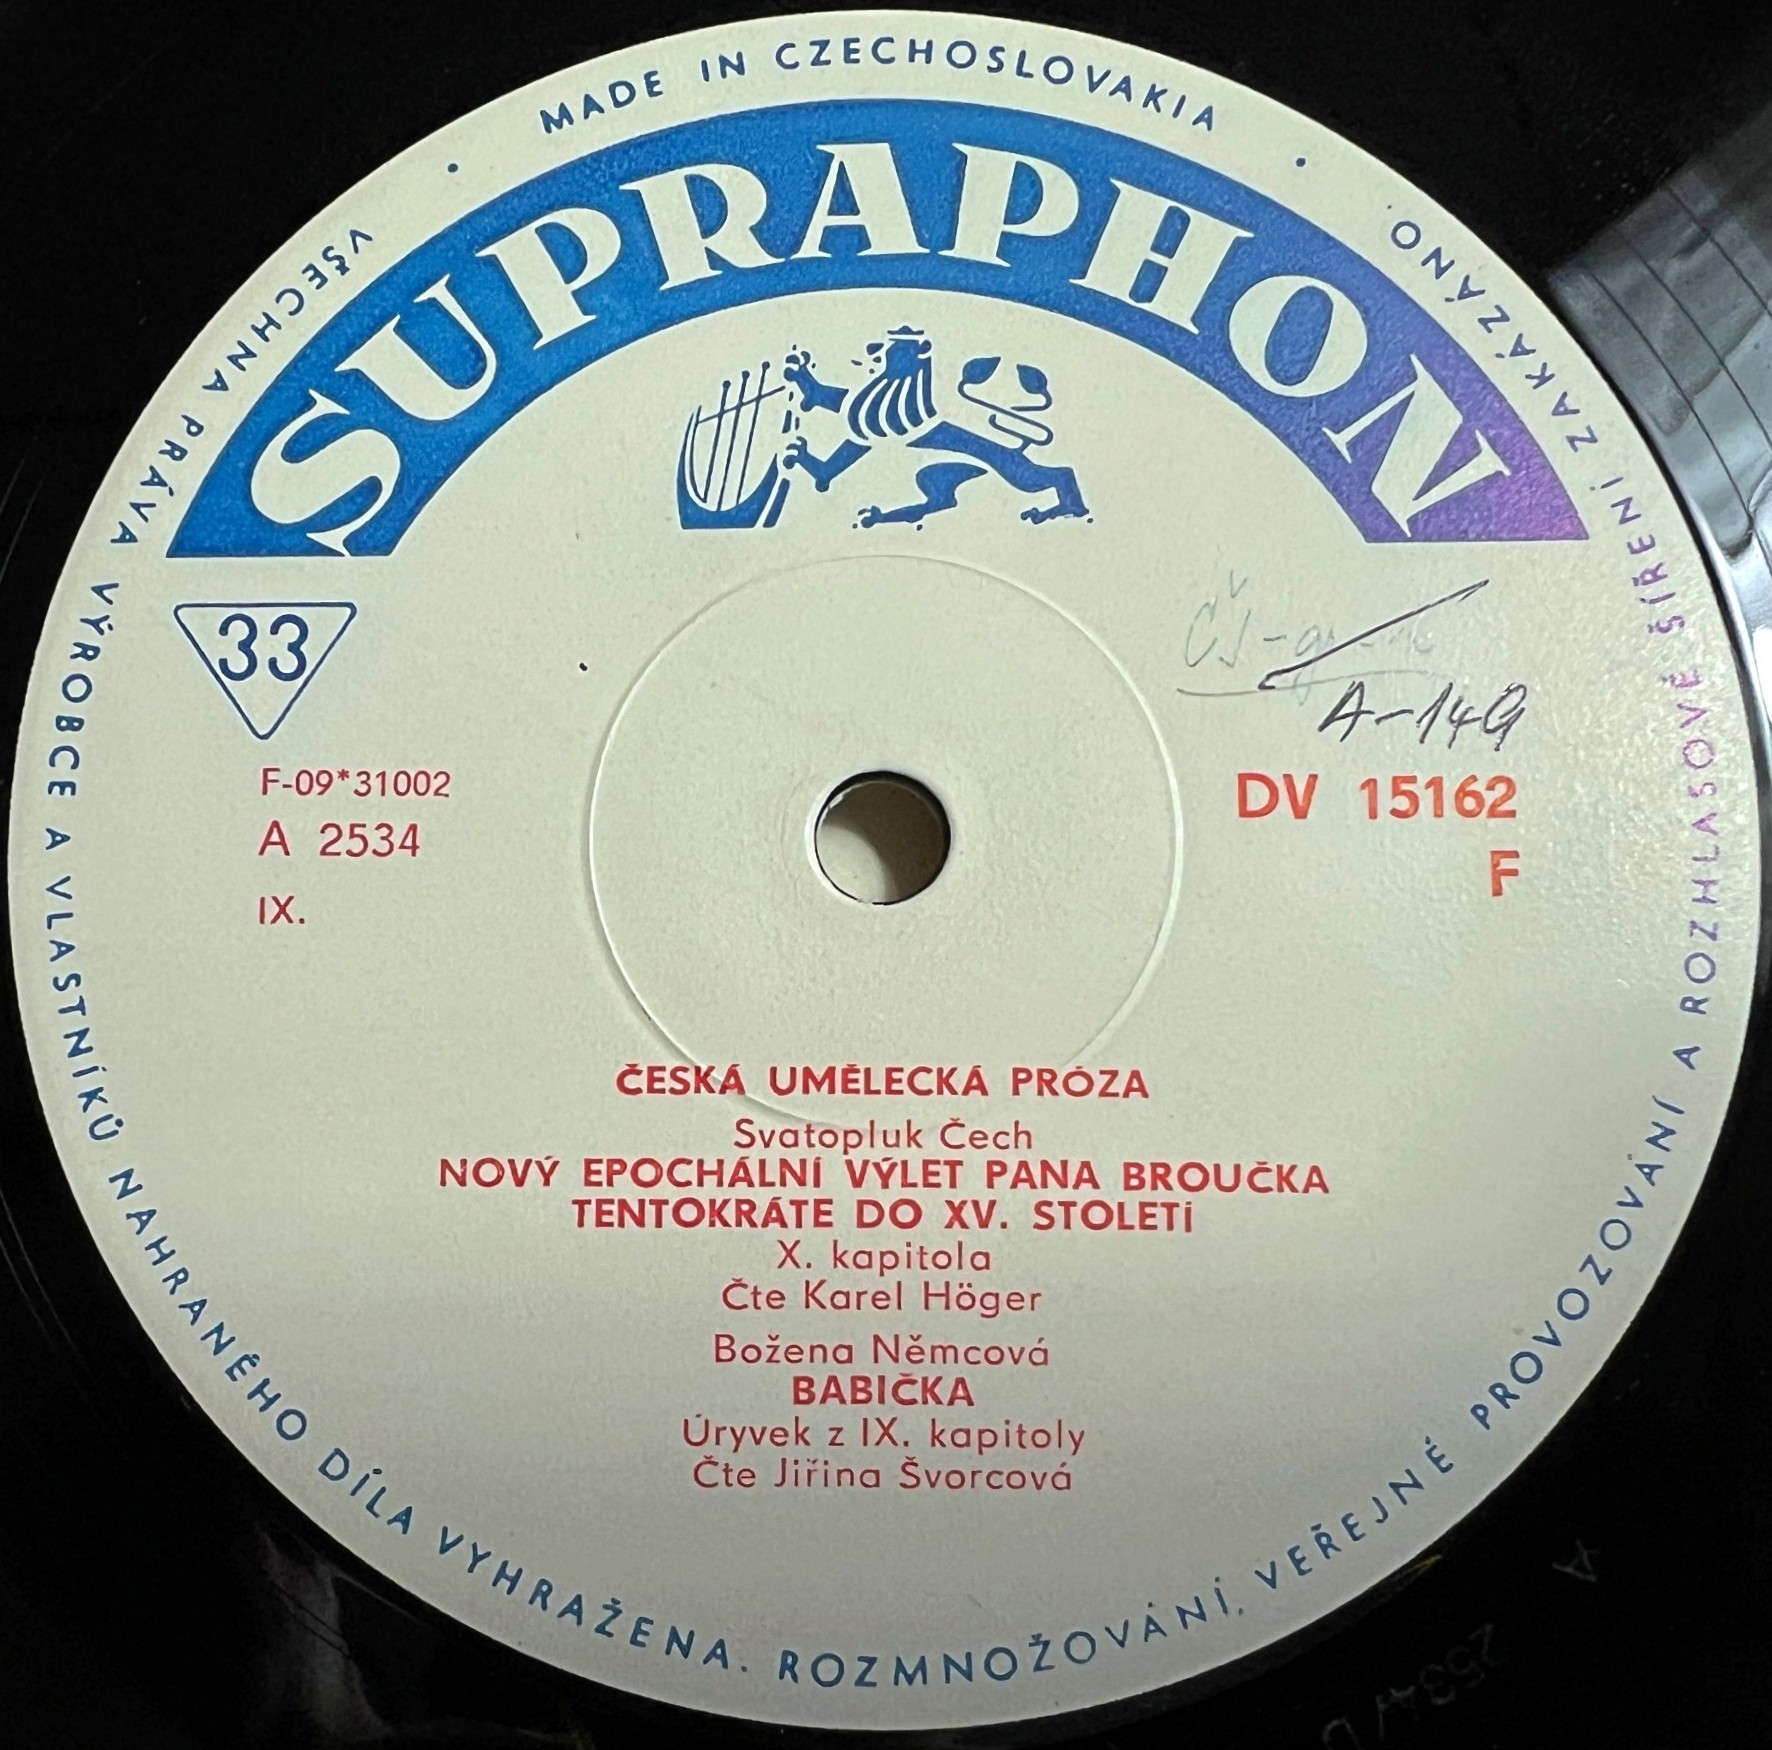 MADE IN CZECHOSLOVAKIA
VŠECHNA PRÁVA VÝROBCE A VLASTNÍKŮ NAHRANÉHO DÍLA VYHRAŽENA. ROZMNOŽOVÁNÍ, VEŘEJNÉ PROVOZOVÁNÍ A ROZHLASOVÉ ŠÍŘENÍ ZAKÁZÁNO
SUPRAPHON
33
A-149
F-09*31002
DV 15162
A 2534
F
IX.
ČESKÁ UMĚLECKÁ PRÓZA
Svatopluk Čech
NOVÝ EPOCHÁLNÍ VÝLET PANA BROUČKA
TENTOKRÁTE DO XV. STOLETÍ
X. kapitola
Čte Karel Höger
Božena Němcová
BABIČKA
Úryvek z IX. kapitoly
Čte Jiřina Švorcová